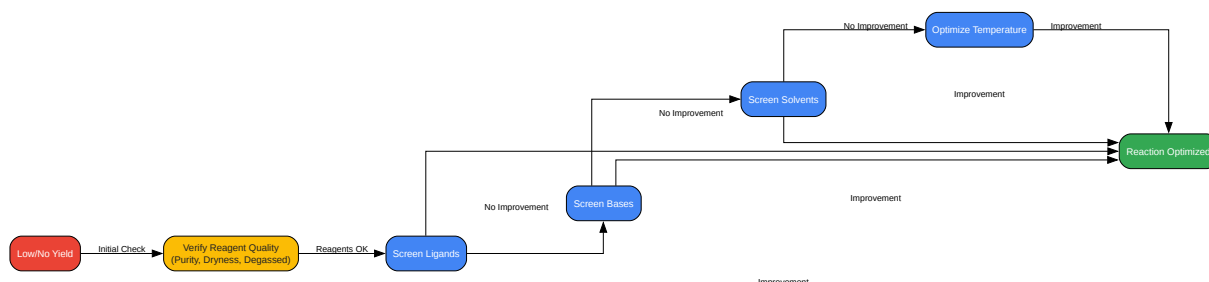 No Improvement
Optimize Temperature
Improvement
Screen Solvents
Improvement
No Improvement
Reaction Optimized
Screen Bases
Improvement
No Improvement
Low/No Yield
Initial Check
Verify Reagent Quality
(Purity, Dryness, Degassed)
Reagents OK
Screen Ligands
Improvement